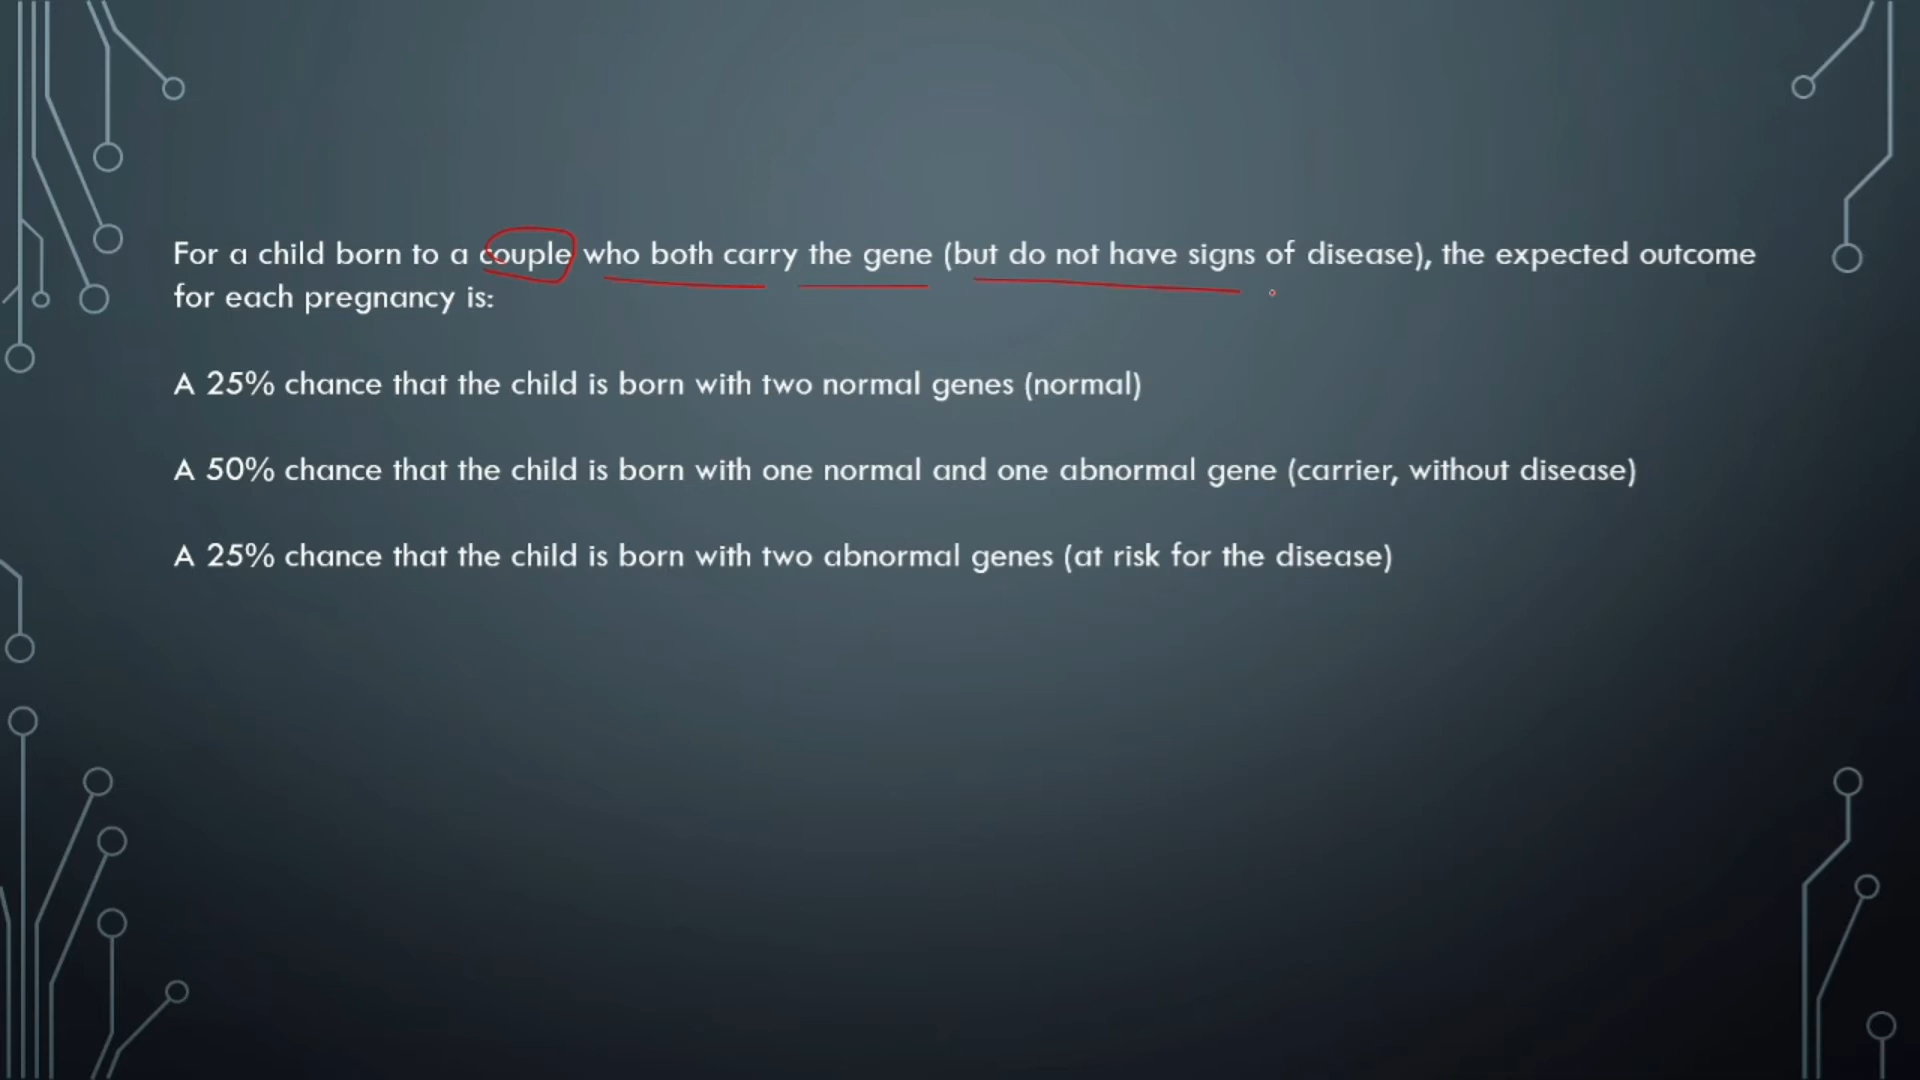 For a child born to a couple who both carry the gene (but do not have signs of disease), the expected outcome
for each pregnancy is:
A 25% chance that the child is born with two normal genes (normal)
A 50% chance that the child is born with one normal and one abnormal gene (carrier, without disease)
A 25% chance that the child is born with two abnormal genes (at risk for the disease)